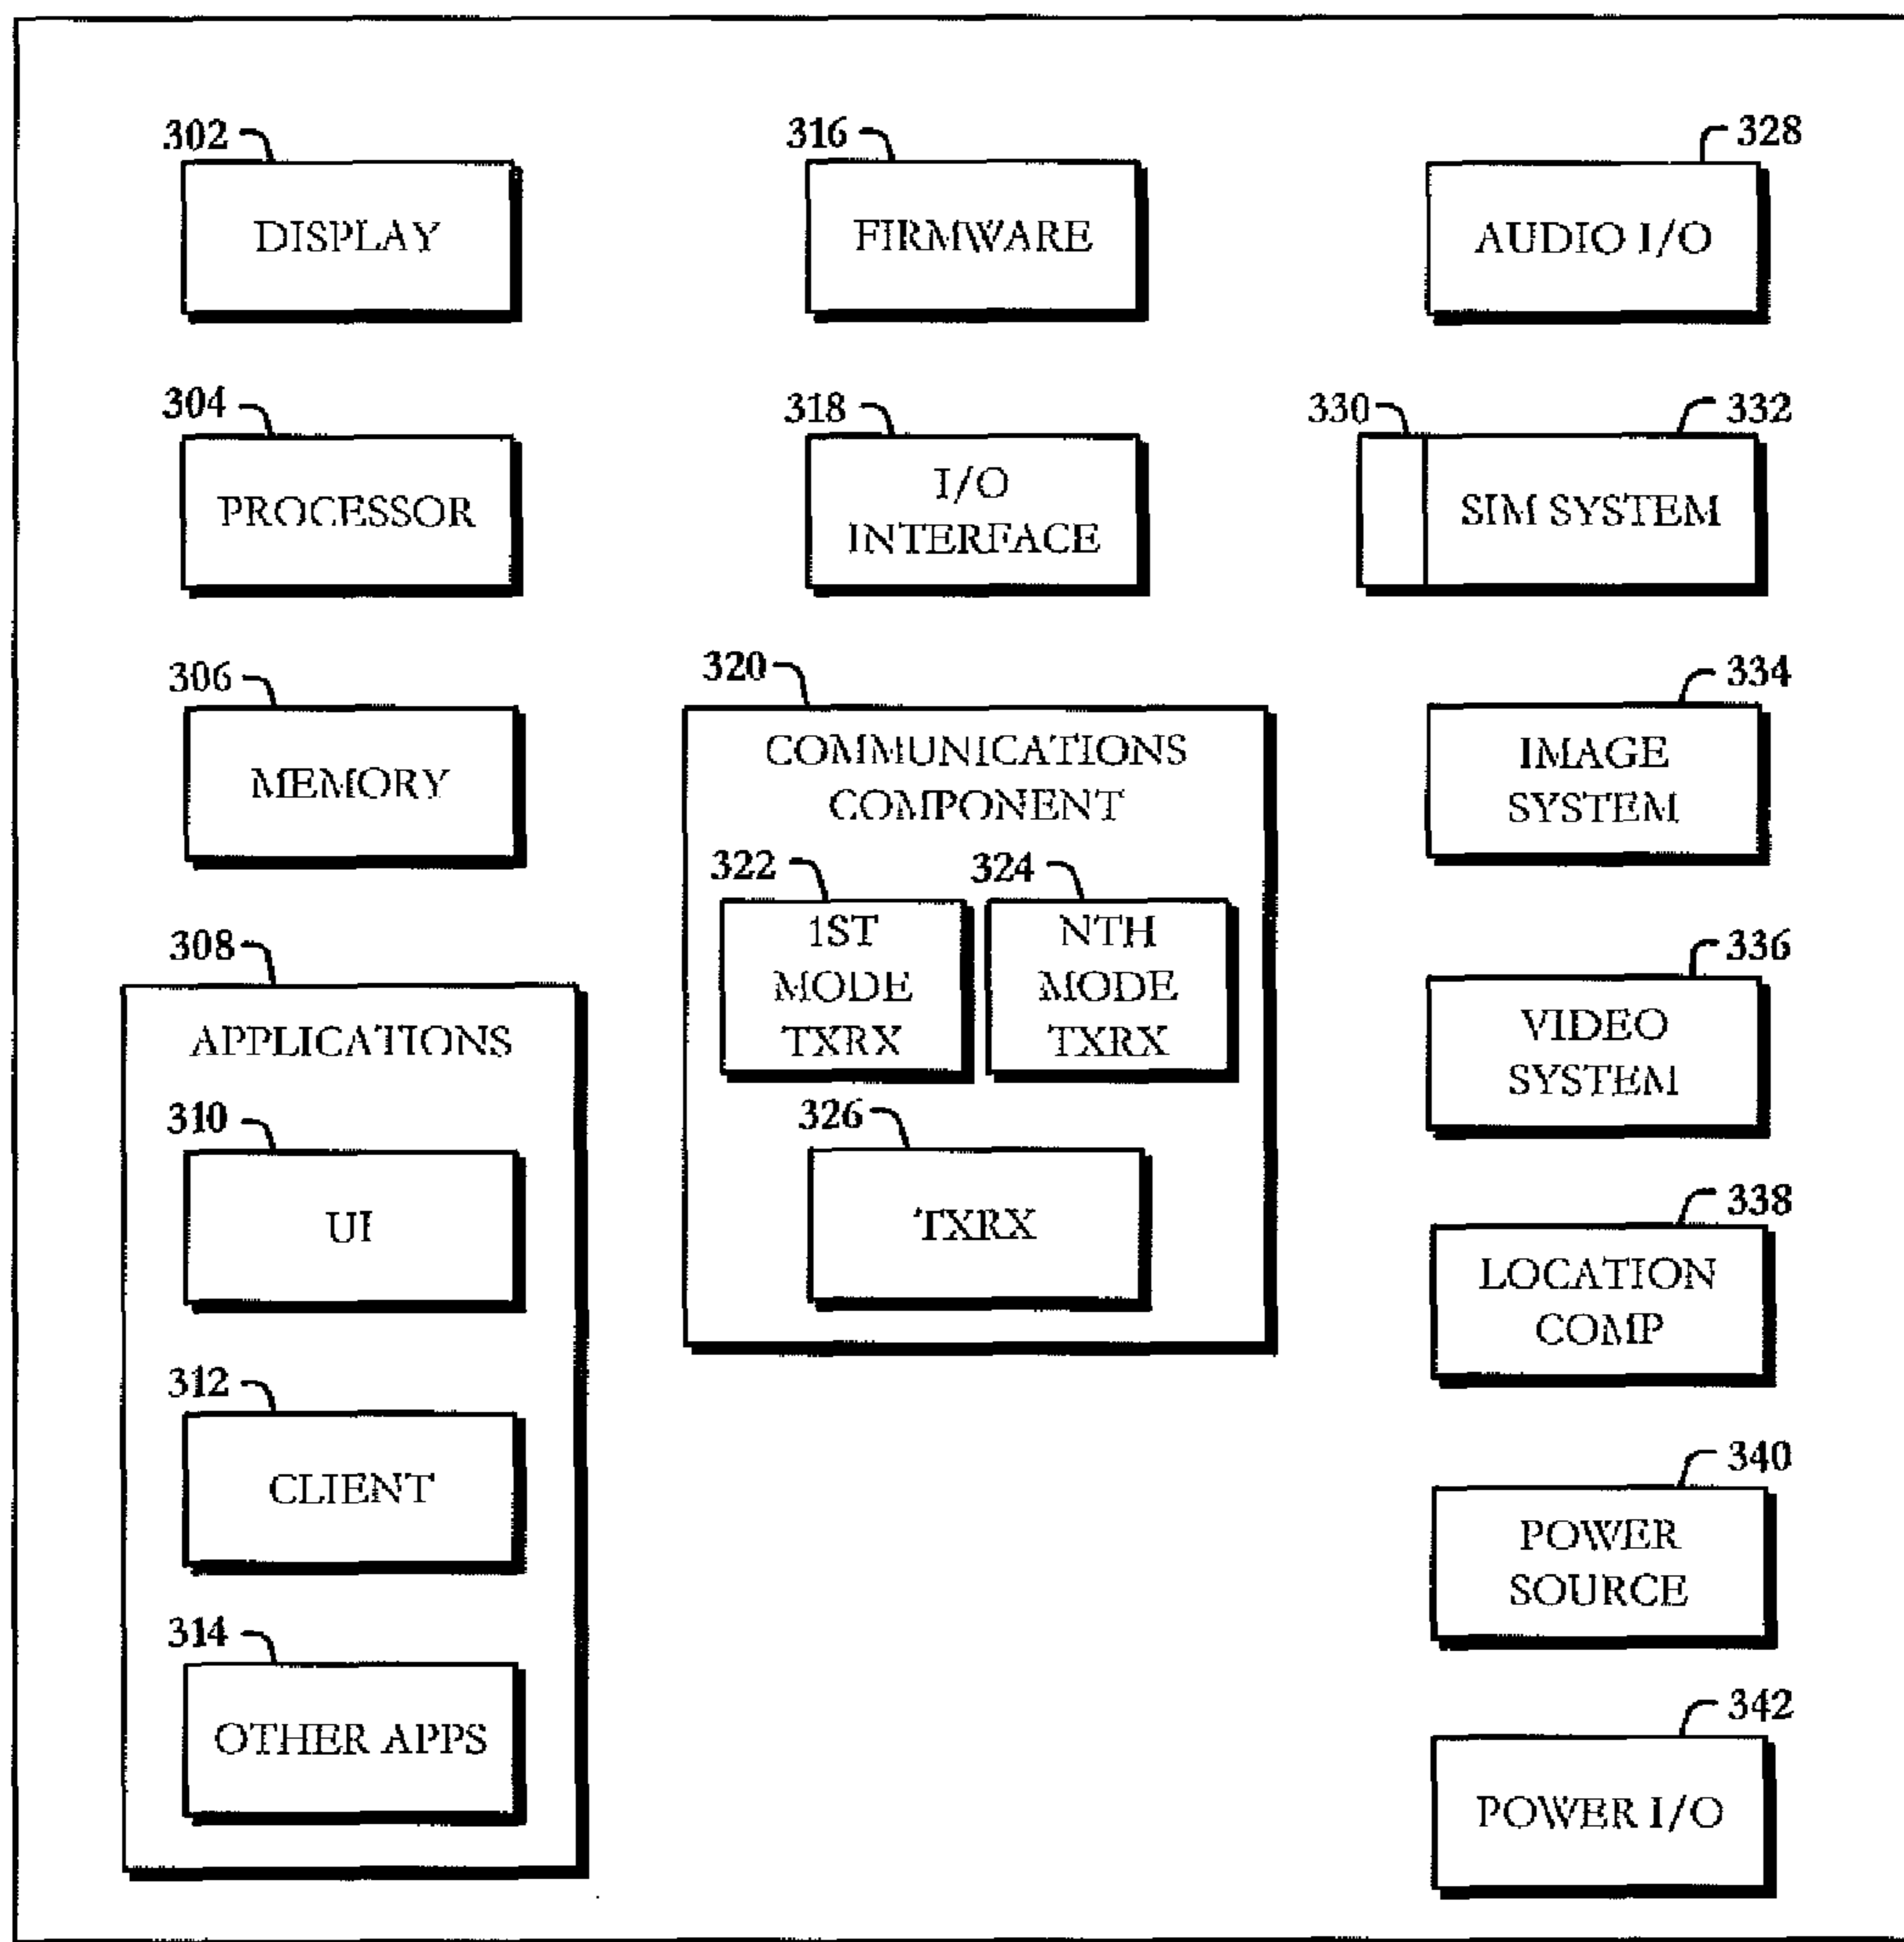 302
DISPLAY
304
PROCESSOR
306
MEMORY
308
APPLICATIONS
310
UI
312
CLIENT
314
OTHER APPS
316
FIRMWARE
318
I/O
INTERFACE
320
COMMUNICATIONS
COMPONENT
322
1ST
MODE
TXRX
324
NTH
MODE
TXRX
326
TXRX
328
AUDIO I/O
330
332
SIM SYSTEM
334
IMAGE
SYSTEM
336
VIDEO
SYSTEM
338
LOCATION
COMP
340
POWER
SOURCE
342
POWER I/O